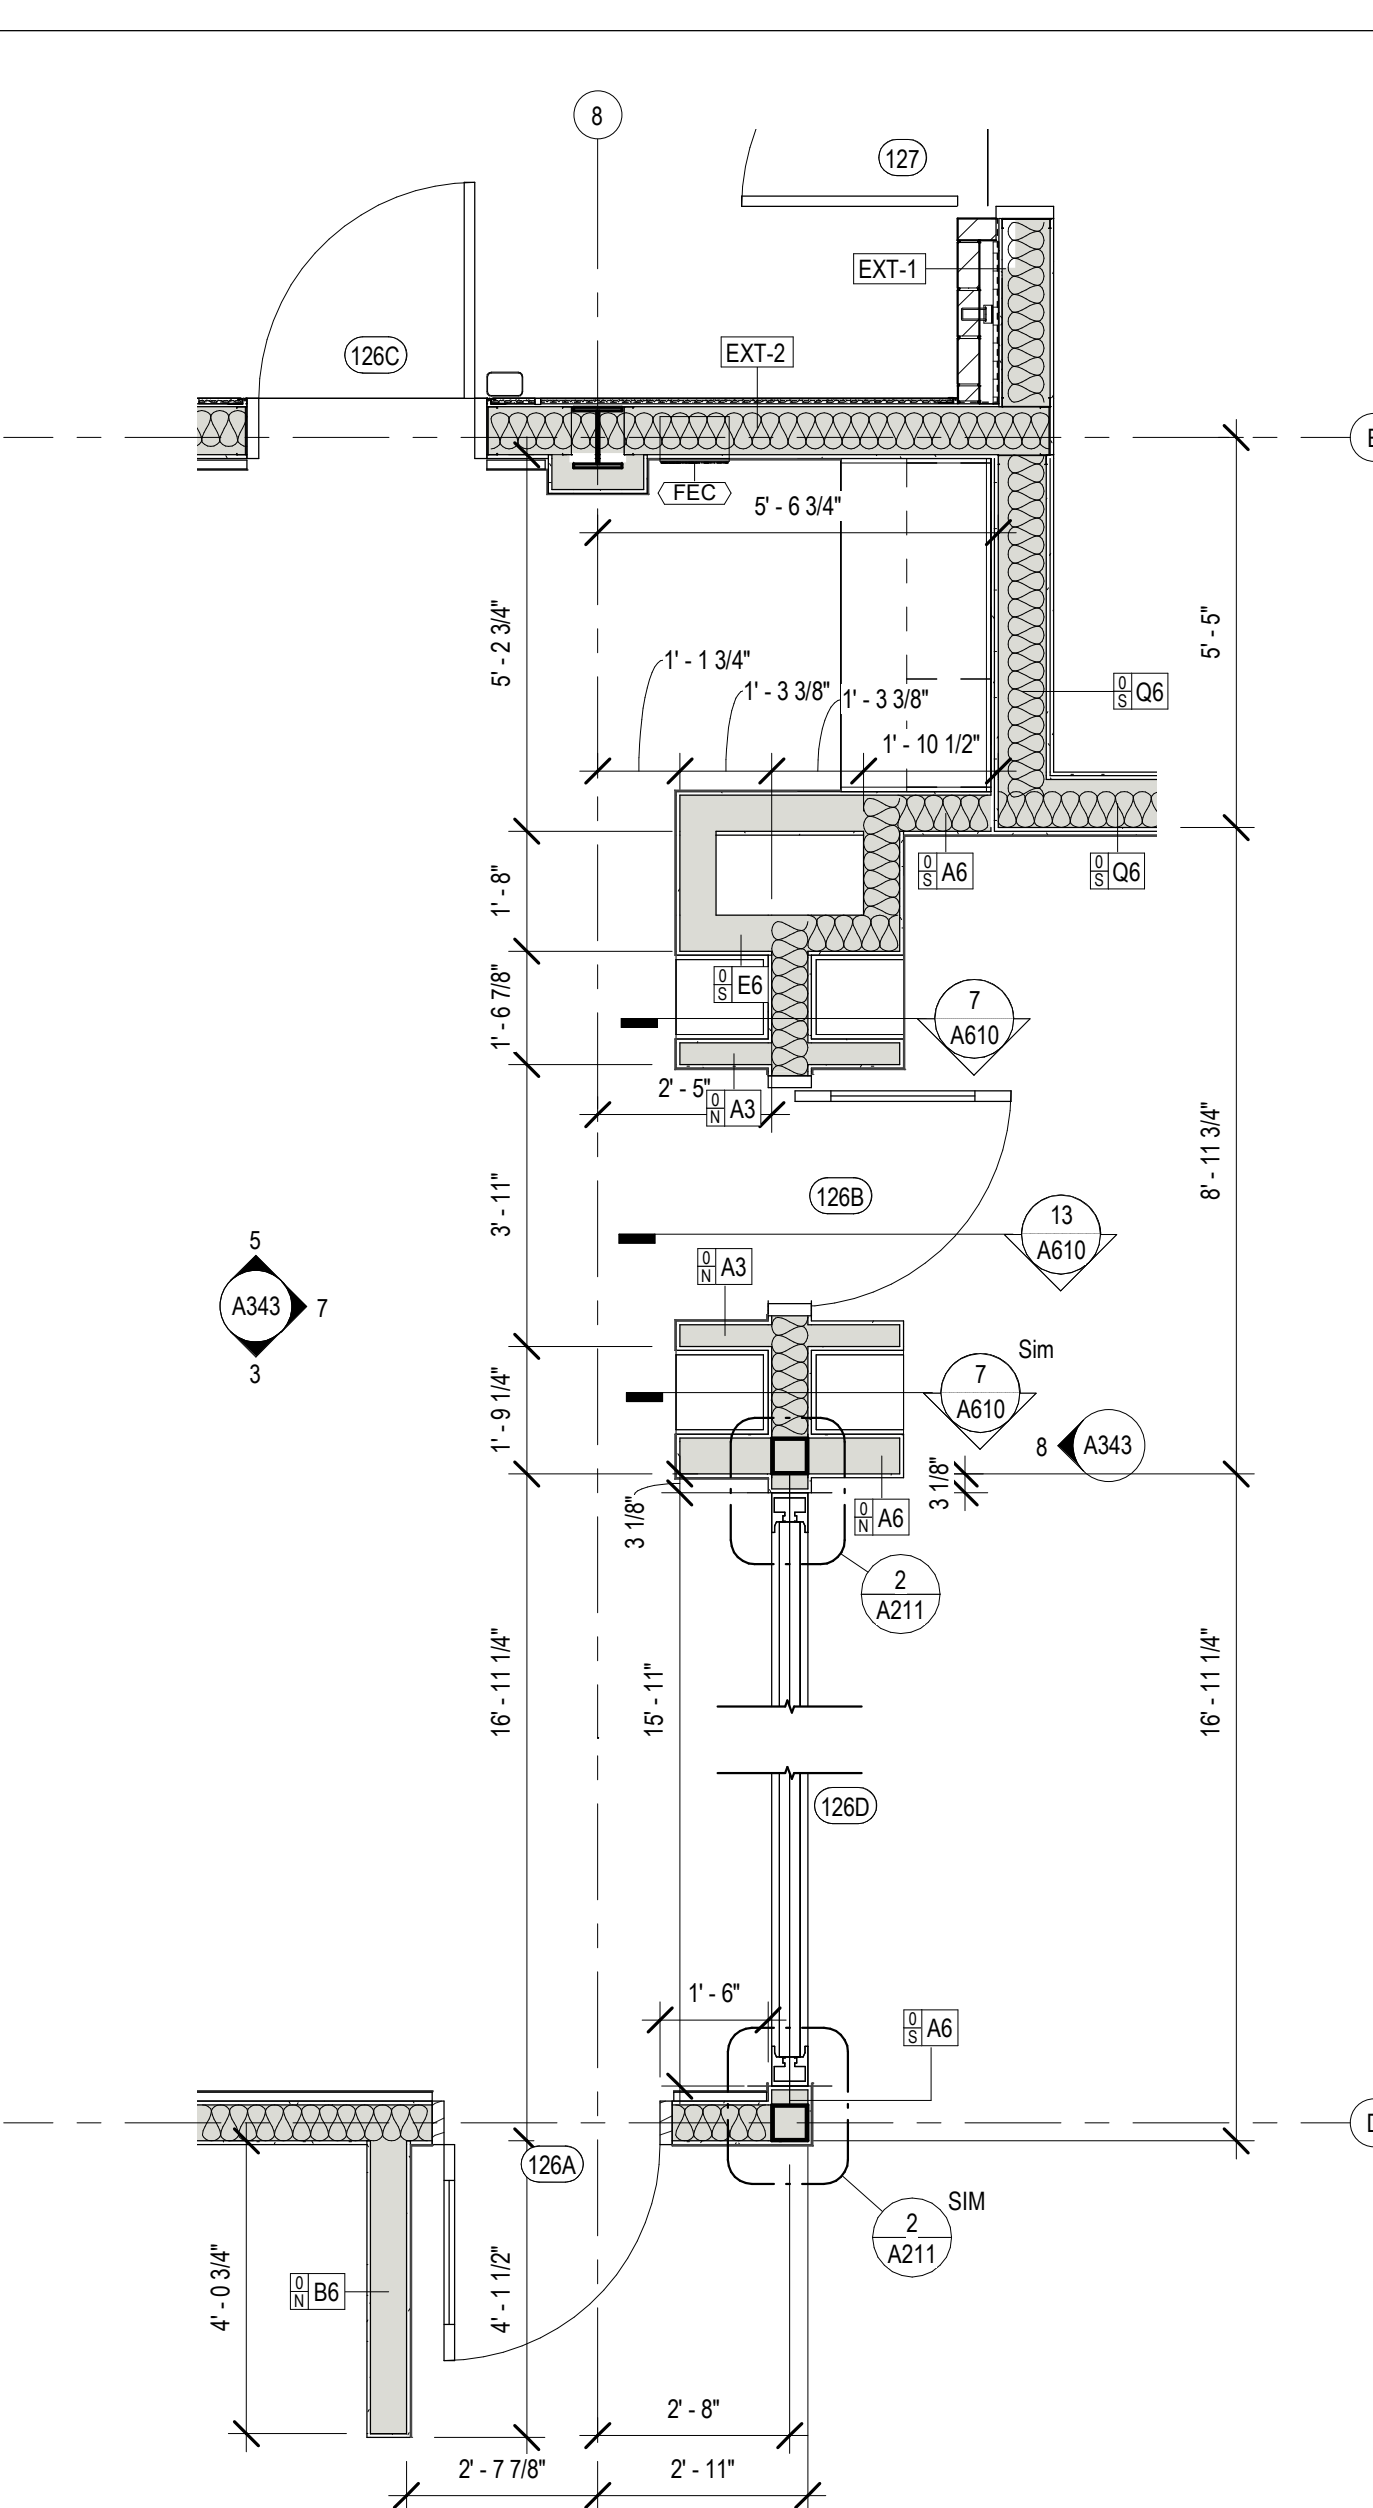 8
127
EXT-1
126C
EXT-2
FEC
5' - 6 3/4"
5' - 2 3/4"
5' - 5"
1' - 1 3/4"
1' - 3 3/8"
1' - 3 3/8"
0
S
Q6
1' - 10 1/2"
1' - 8"
0
S
A6
0
S
Q6
1' - 6 7/8"
0
S
E6
7
A610
2' - 5"
0
N
A3
8' - 11 3/4"
3' - 11"
126B
13
A610
5
A343
7
3
0
N
A3
Sim
7
A610
1' - 9 1/4"
8
A343
3 1/8"
3 1/8"
0
N
A6
2
A211
16' - 11 1/4"
15' - 11"
16' - 11 1/4"
126D
1' - 6"
0
S
A6
D
126A
SIM
2
A211
4' - 0 3/4"
0
N
B6
4' - 1 1/2"
2' - 8"
2' - 7 7/8"
2' - 11"